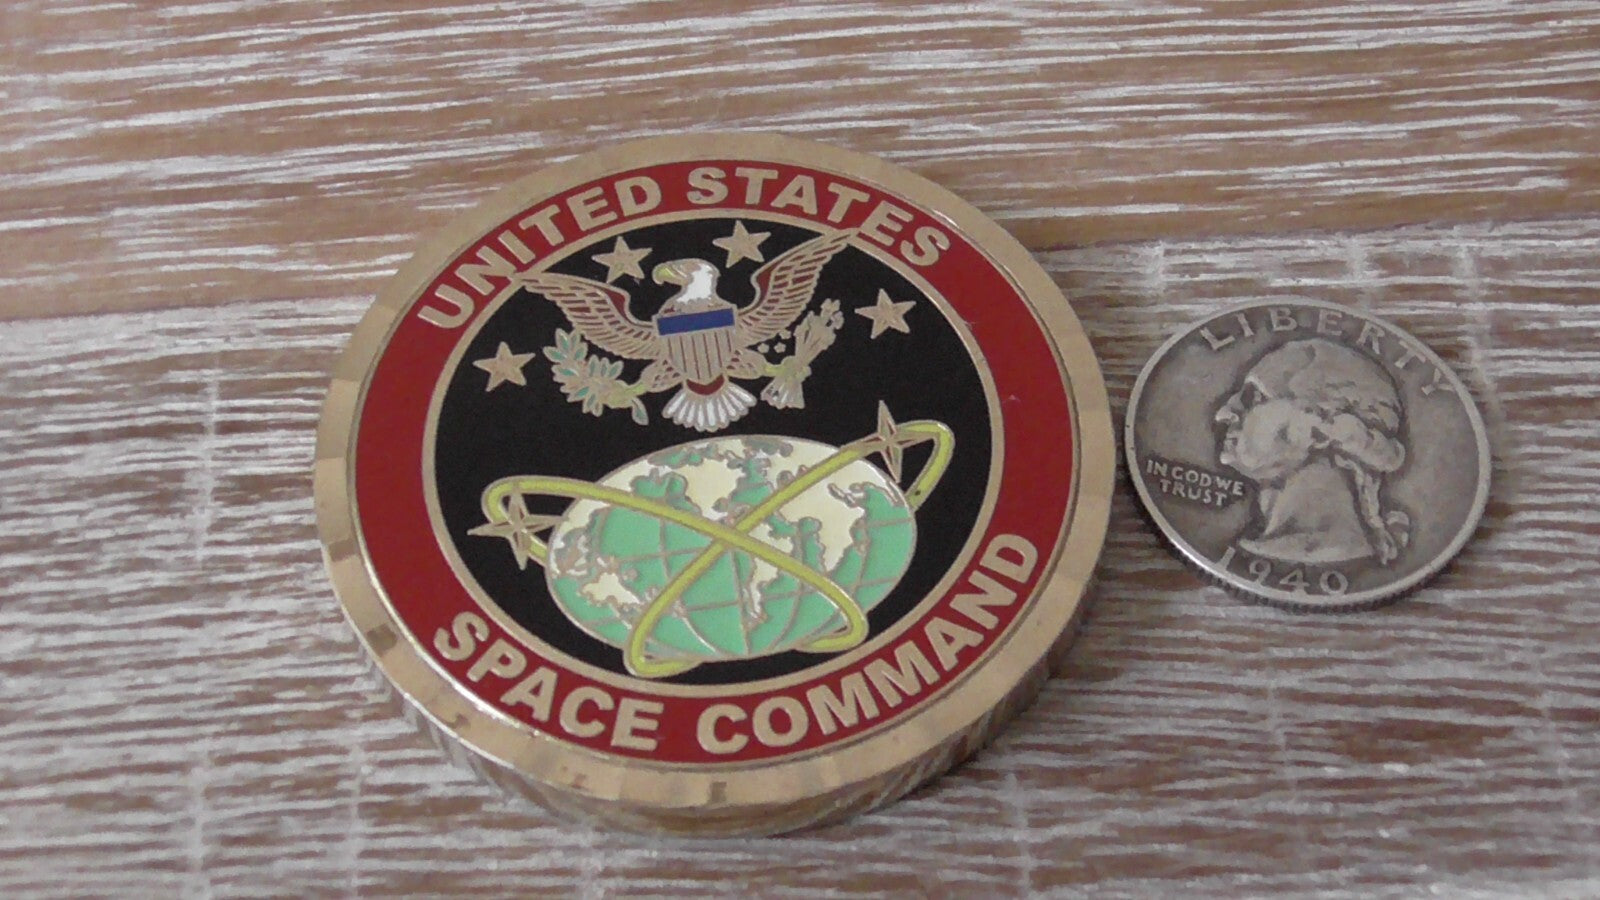 UNITED STATES
SPACE COMMAND
LIBERTY
IN GOD WE
TRUST
1940